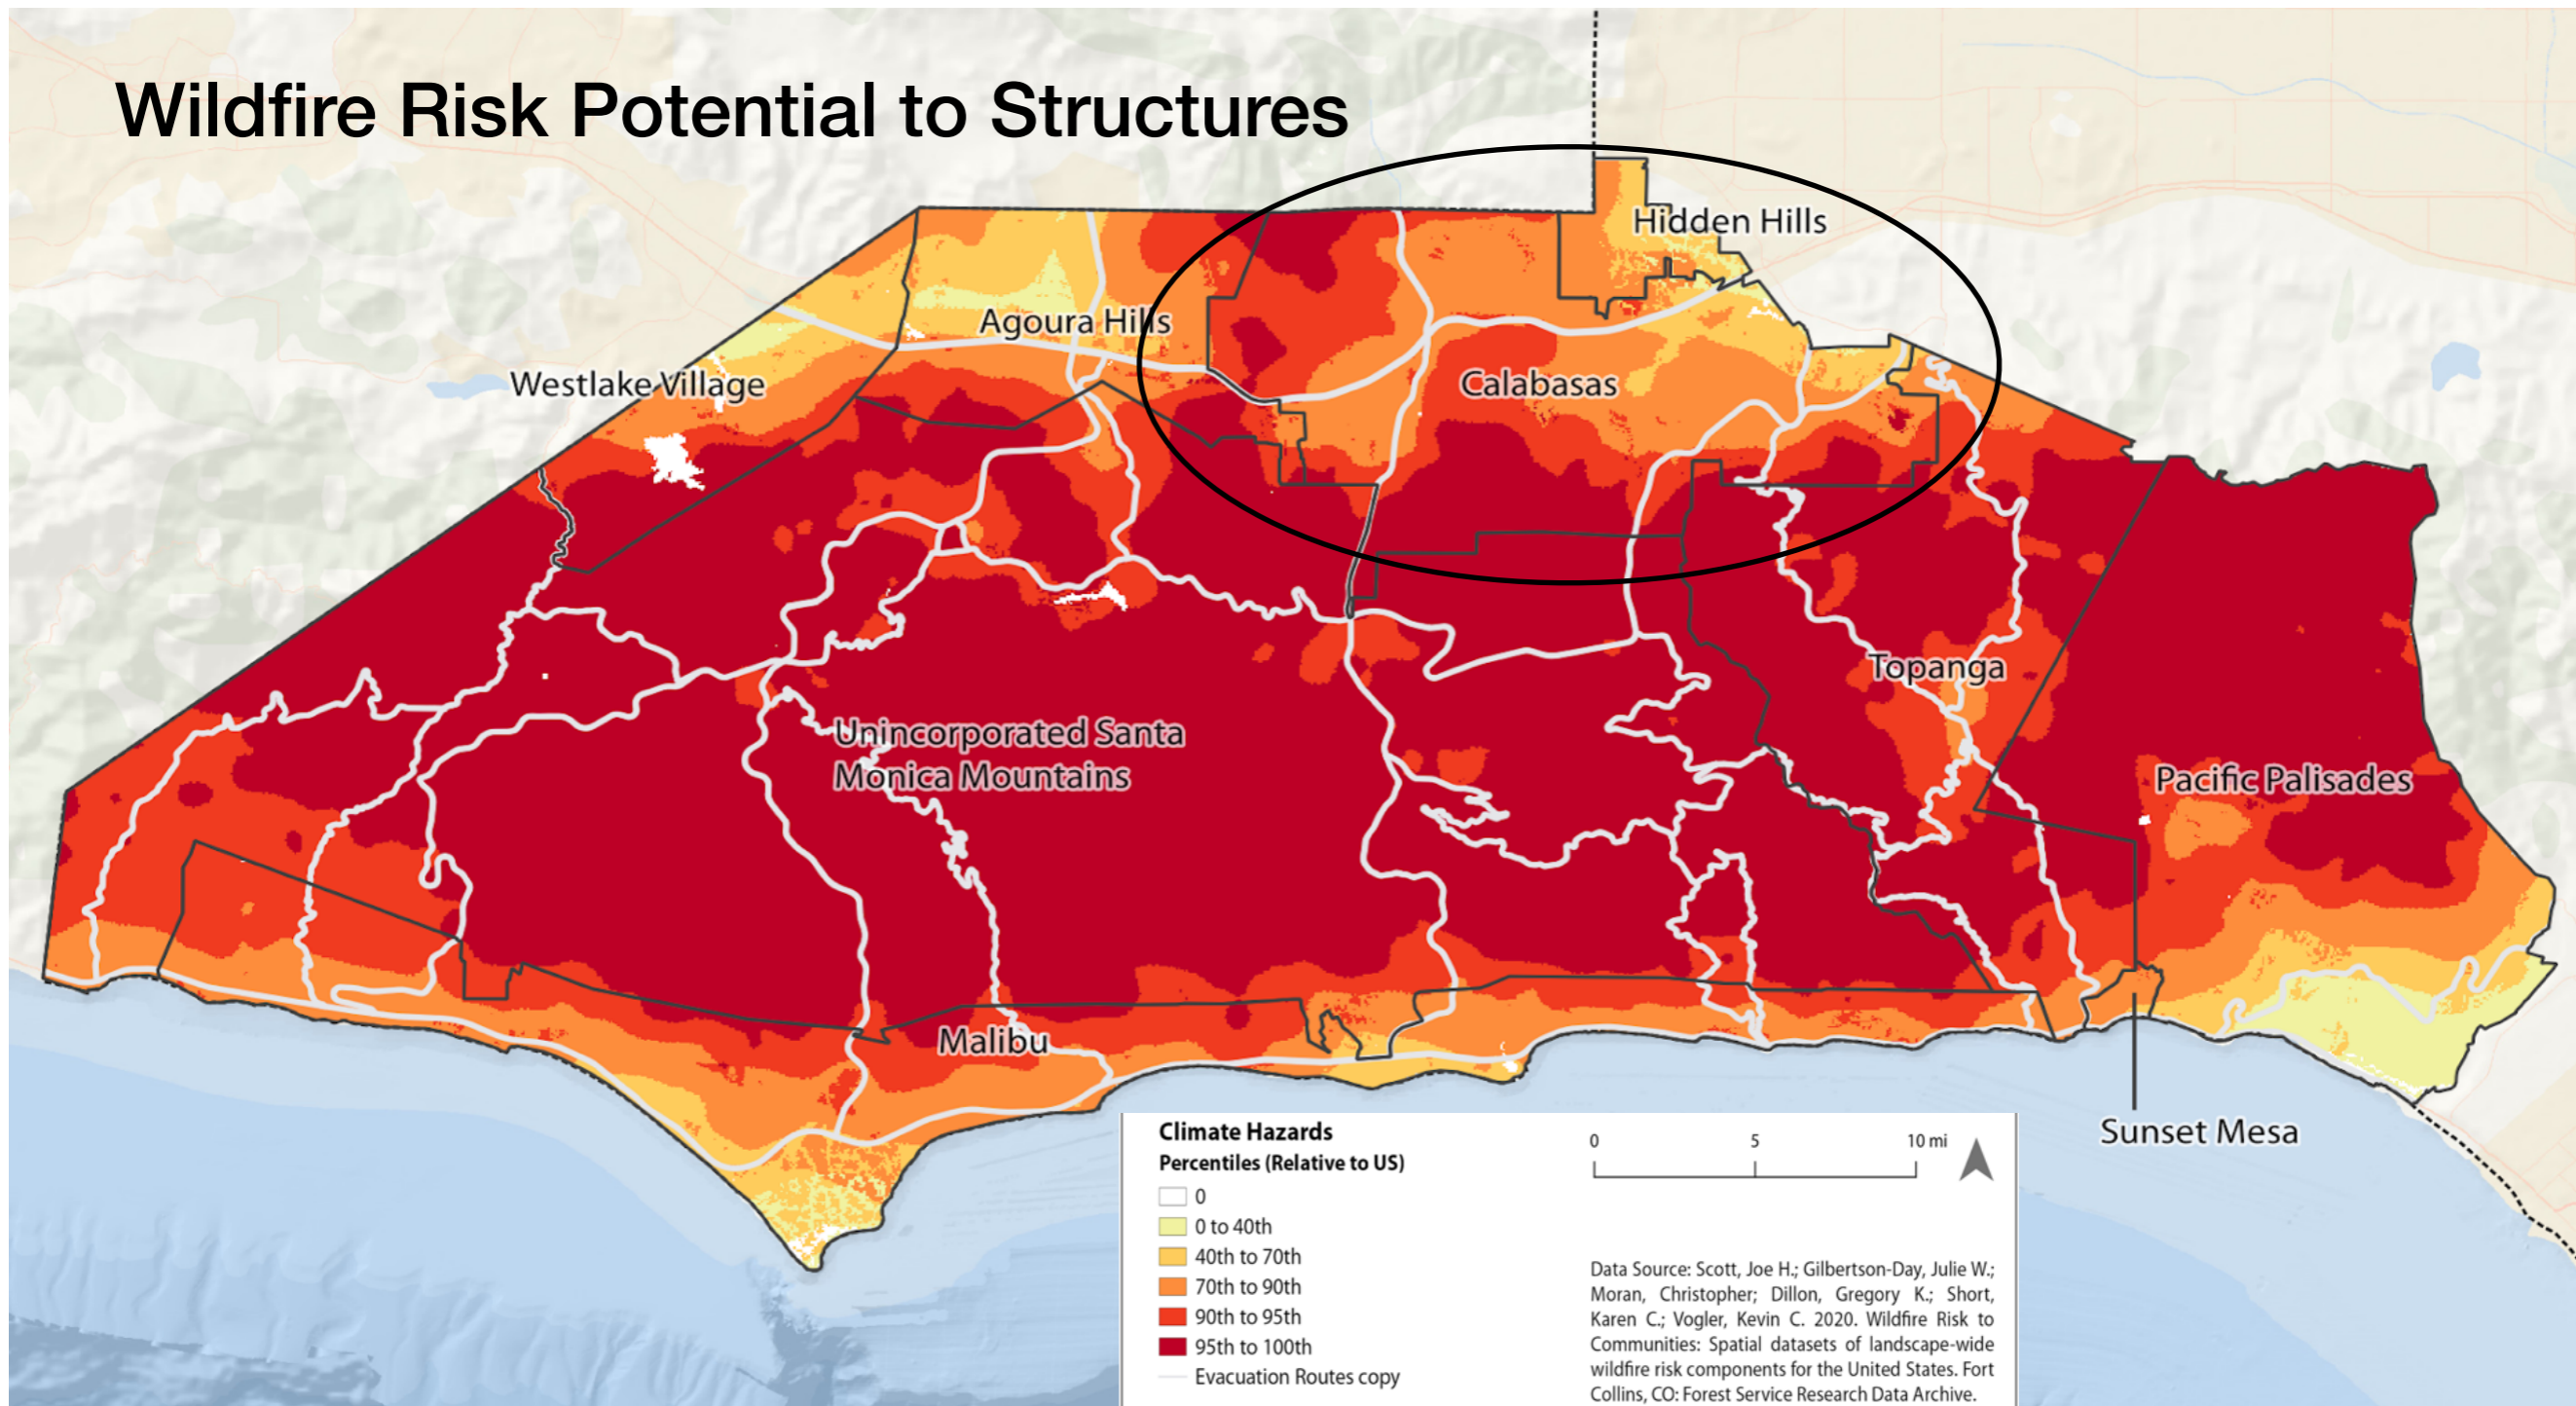 Wildfire Risk Potential to Structures
Hidden Hills
Agoura Hills
Westlake Village
Calabasas
Topanga
Unincorporated Santa
Monica Mountains
Pacific Palisades
Malibu
Sunset Mesa
Climate Hazards
Percentiles (Relative to US)
0
0 to 40th
40th to 70th
70th to 90th
90th to 95th
95th to 100th
Evacuation Routes copy
0 5 10 mi
Data Source: Scott, Joe H.; Gilbertson-Day, Julie W.;
Moran, Christopher; Dillon, Gregory K.; Short,
Karen C.; Vogler, Kevin C. 2020. Wildfire Risk to
Communities: Spatial datasets of landscape-wide
wildfire risk components for the United States. Fort
Collins, CO: Forest Service Research Data Archive.